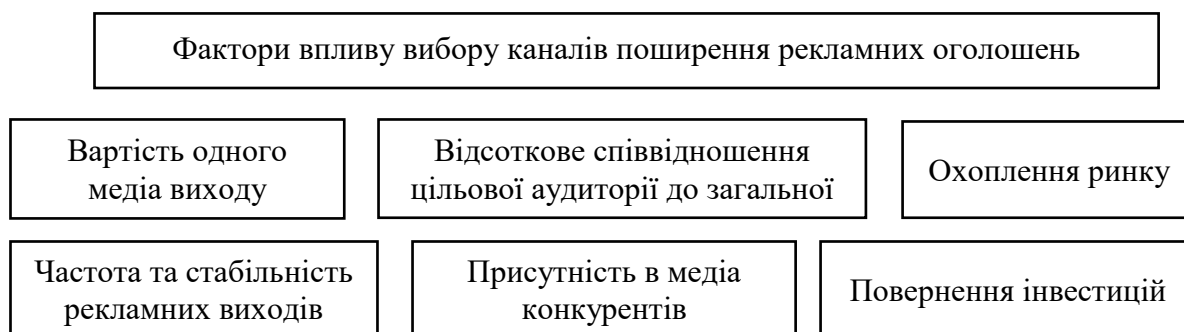 Фактори впливу вибору каналів поширення рекламних оголошень
Вартість одного
медіа виходу
Відсоткове співвідношення
цільової аудиторії до загальної
Охоплення ринку
Частота та стабільність
рекламних виходів
Присутність в медіа
конкурентів
Повернення інвестицій